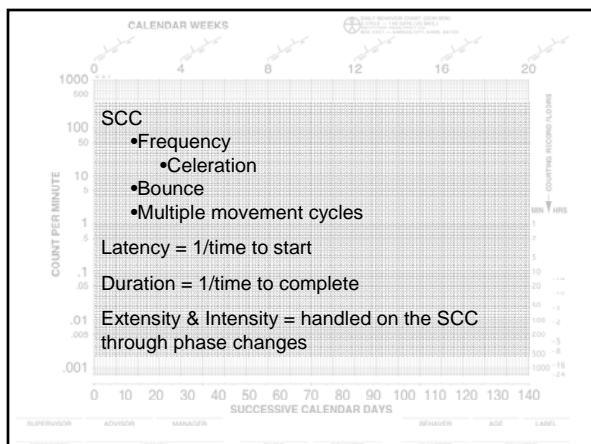 CALENDAR WEEKS
0 4 8 12 16 20
1000
500
100
50
10
5
1
.5
.1
.05
.01
.005
.001
COUNT PER MINUTE
SCC
•Frequency
•Celeration
•Bounce
•Multiple movement cycles
Latency = 1/time to start
Duration = 1/time to complete
Extensity & Intensity = handled on the SCC
through phase changes
COUNTING RECORD FLOORS
MIN HRS
0 10 20 30 40 50 60 70 80 90 100 110 120 130 140
SUCCESSIVE CALENDAR DAYS
SUPERVISOR ADVISOR MANAGER BEHAVER AGE LABEL